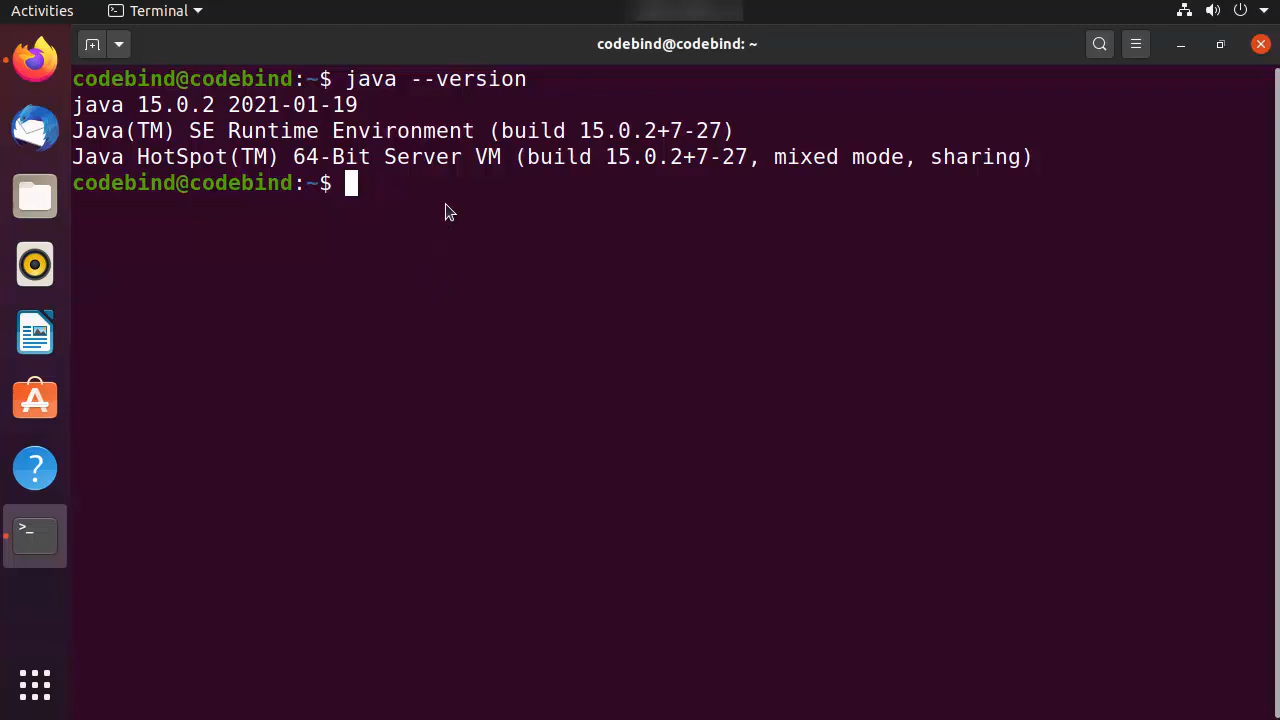 Activities Terminal
codebind@codebind: ~
codebind@codebind:~$ java --version
java 15.0.2 2021-01-19
Java(TM) SE Runtime Environment (build 15.0.2+7-27)
Java HotSpot(TM) 64-Bit Server VM (build 15.0.2+7-27, mixed mode, sharing)
codebind@codebind:~$
>_